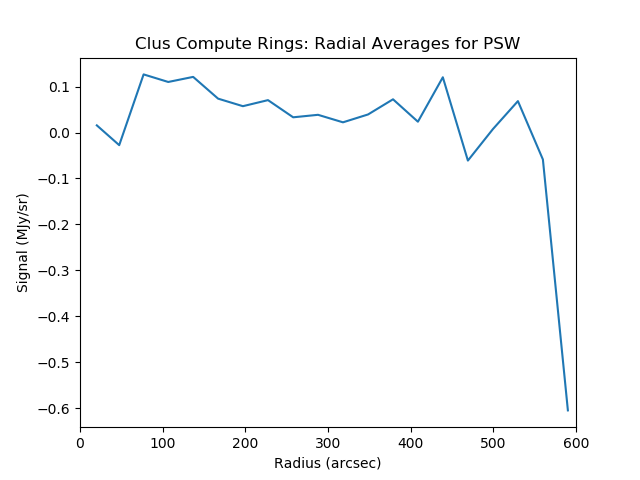 Clus Compute Rings: Radial Averages for PSW
0.1
0.0
−0.1
−0.2
−0.3
−0.4
−0.5
−0.6
Signal (MJy/sr)
0 100 200 300 400 500 600
Radius (arcsec)